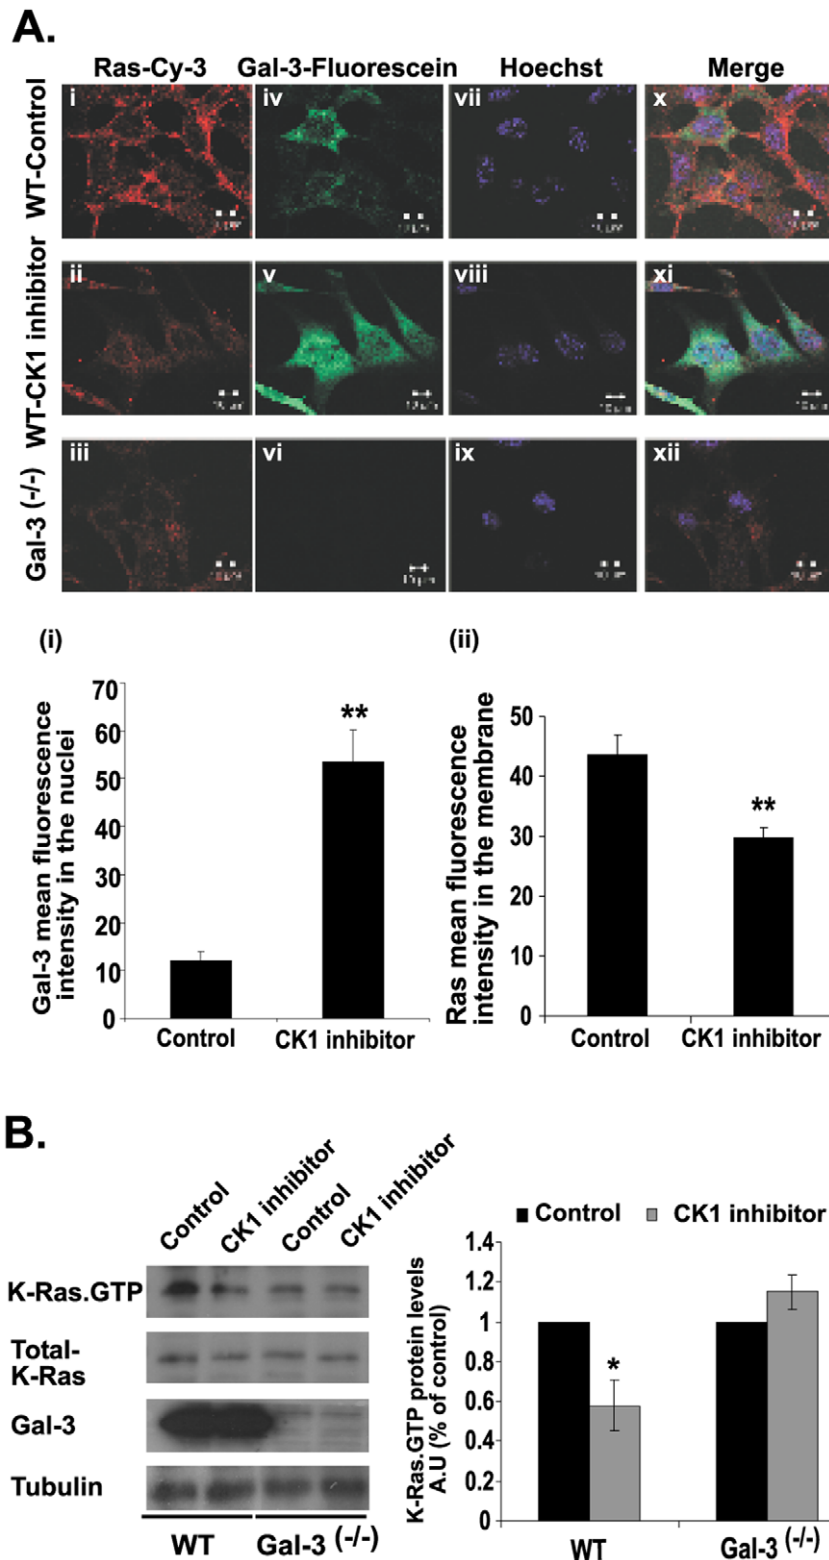 A.
Ras-Cy-3 Gal-3-Fluorescein Hoechst Merge
WT-Control
i iv vii x
WT-CK1 inhibitor
ii v viii xi
10µm
Gal-3 (-/-)
iii vi ix xii
(i)
Gal-3 mean fluorescence
intensity in the nuclei
70
60
50
40
30
20
10
0
**
Control CK1 inhibitor
(ii)
Ras mean fluorescence
intensity in the membrane
50
40
30
20
10
0
**
Control CK1 inhibitor
B.
Control
CK1 inhibitor
Control
CK1 inhibitor
K-Ras.GTP
Total-
K-Ras
Gal-3
Tubulin
WT Gal-3 (-/-)
Control CK1 inhibitor
K-Ras.GTP protein levels
A.U (% of control)
1.4
1.2
1
0.8
0.6
0.4
0.2
0
*
WT Gal-3 (-/-)